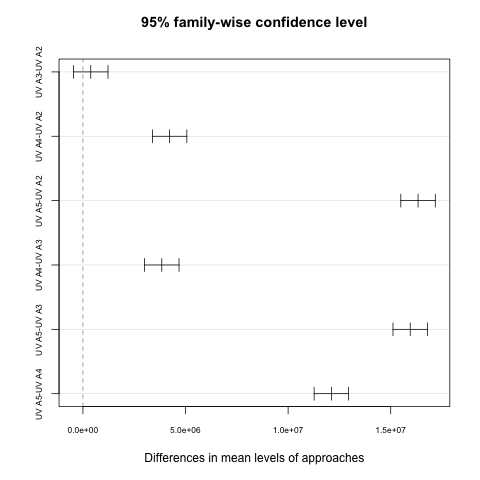 95% family-wise confidence level
UV A3-UV A2
UV A4-UV A2
UV A5-UV A2
UV A4-UV A3
UV A5-UV A3
UV A5-UV A4
0.0e+00 5.0e+06 1.0e+07 1.5e+07
Differences in mean levels of approaches